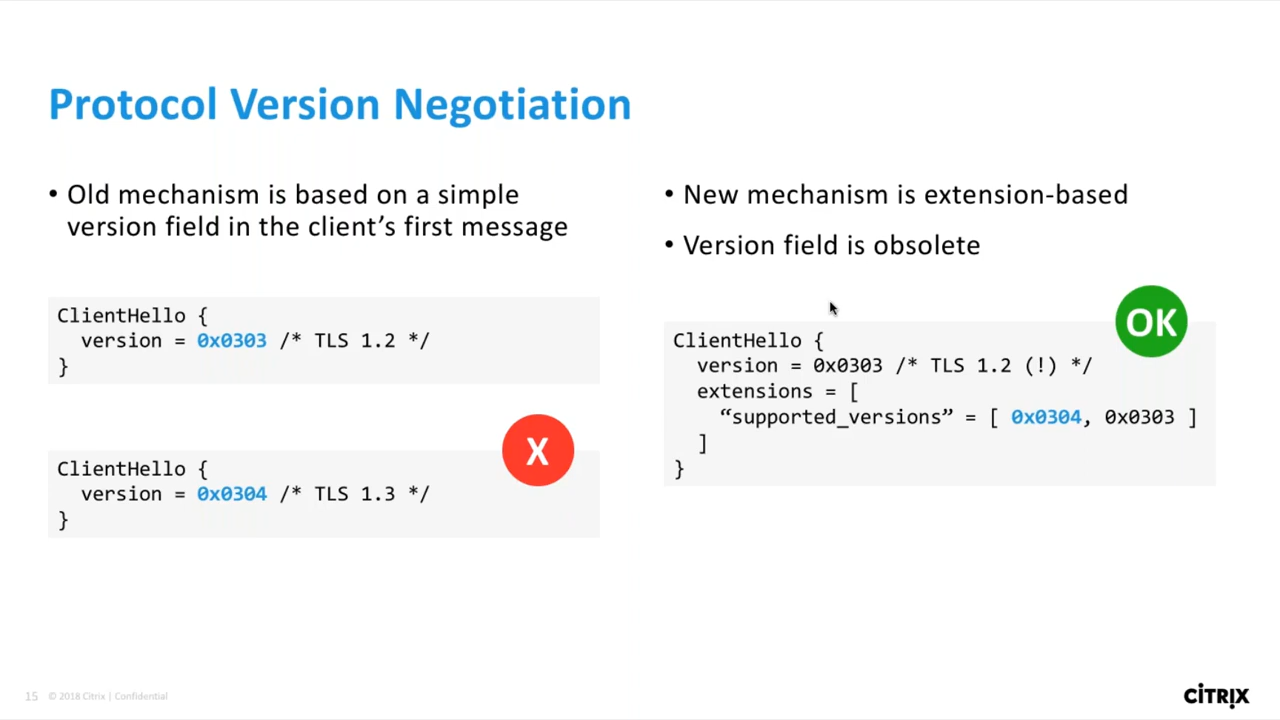 Protocol Version Negotiation
• Old mechanism is based on a simple
version field in the client’s first message
ClientHello {
version = 0x0303 /* TLS 1.2 */
}
X
ClientHello {
version = 0x0304 /* TLS 1.3 */
}
• New mechanism is extension-based
• Version field is obsolete
OK
ClientHello {
version = 0x0303 /* TLS 1.2 (!) */
extensions = [
“supported_versions” = [ 0x0304, 0x0303 ]
]
}
15 © 2018 Citrix | Confidential
CITRIX